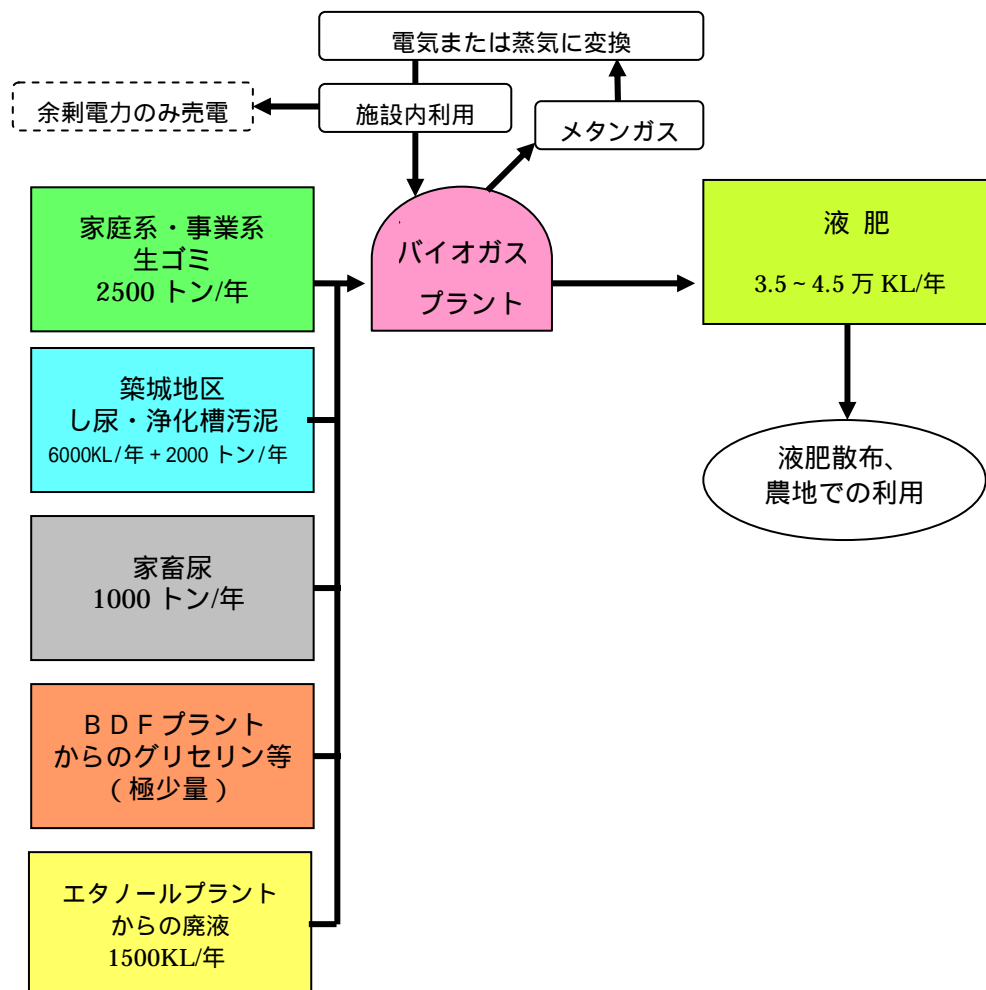 電気または蒸気に変換
余剰電力のみ売電
施設内利用
メタンガス
家庭系・事業系
生ゴミ
2500 トン/年
バイオガス
プラント
液 肥
3.5 ~ 4.5 万 KL/年
築城地区
し尿・浄化槽汚泥
6000KL/年 + 2000 トン/年
液肥散布、
農地での利用
家畜尿
1000 トン/年
BDFプラント
からのグリセリン等
(極少量)
エタノールプラント
からの廃液
1500KL/年